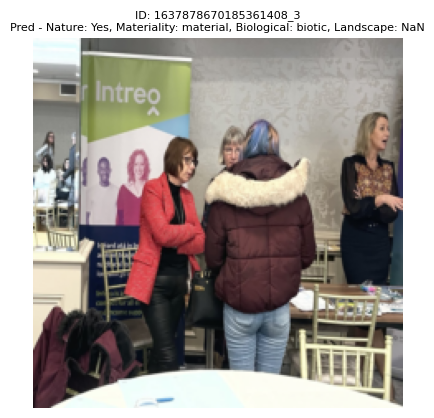 ID: 1637878670185361408_3
Pred - Nature: Yes, Materiality: material, Biological: biotic, Landscape: NaN
Intreo